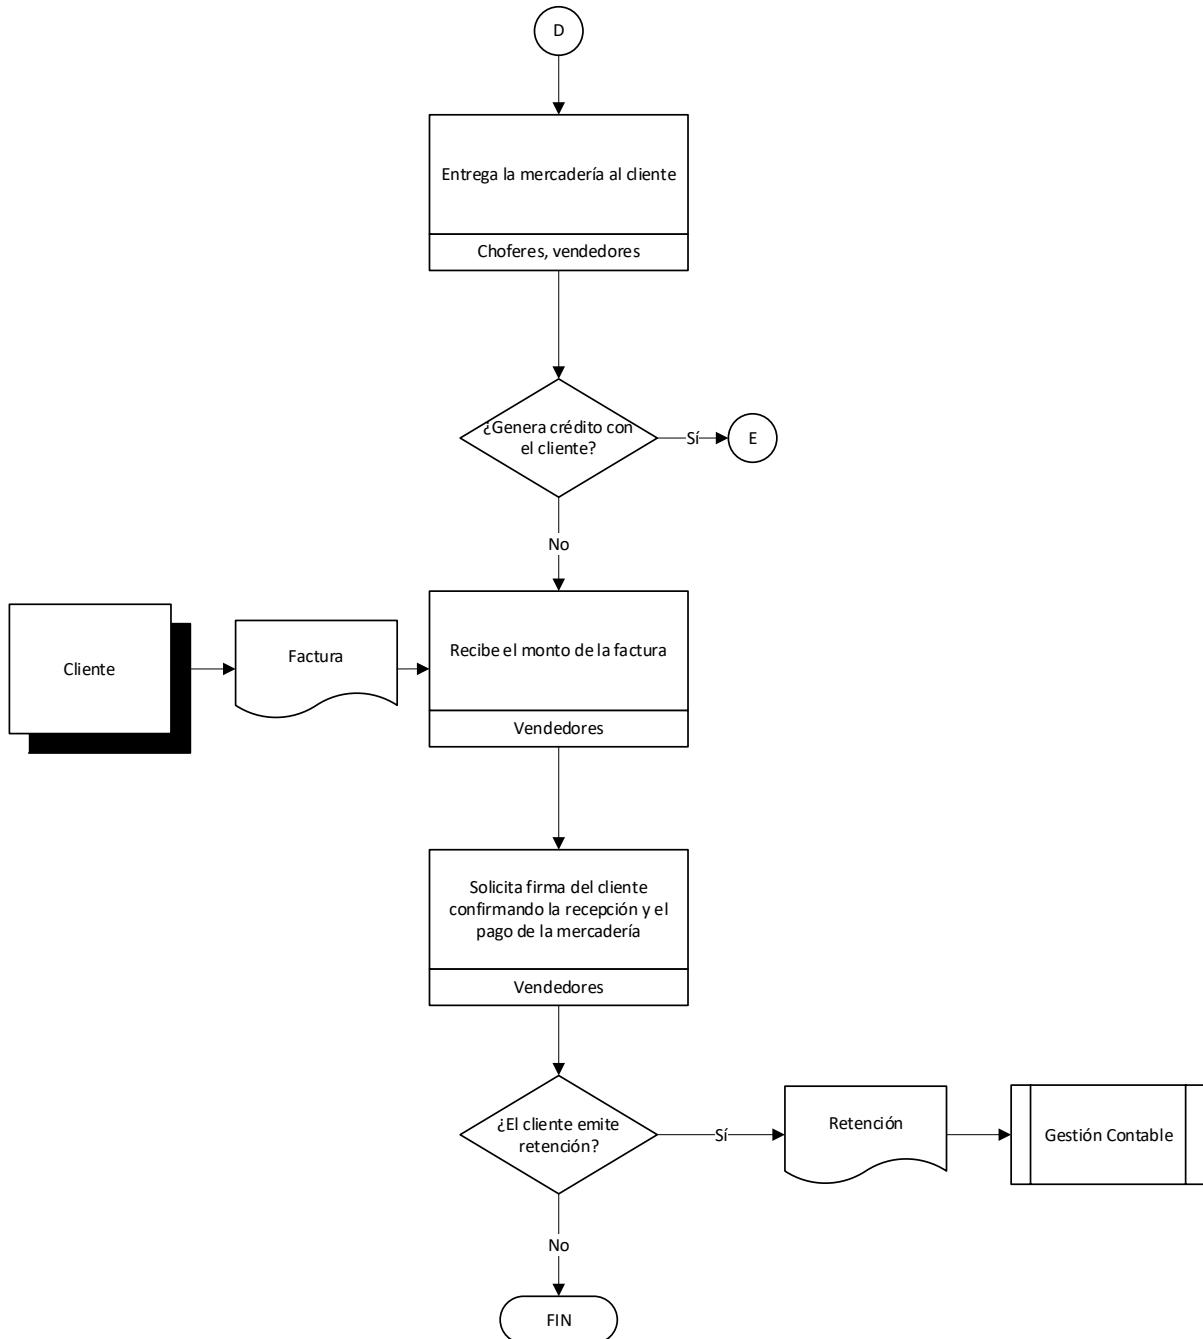 D
Entrega la mercadería al cliente
Choferes, vendedores
¿Genera crédito con
el cliente?
Sí
E
No
Cliente
Factura
Recibe el monto de la factura
Vendedores
Solicita firma del cliente
confirmando la recepción y el
pago de la mercadería
Vendedores
¿El cliente emite
retención?
Sí
Retención
Gestión Contable
No
FIN